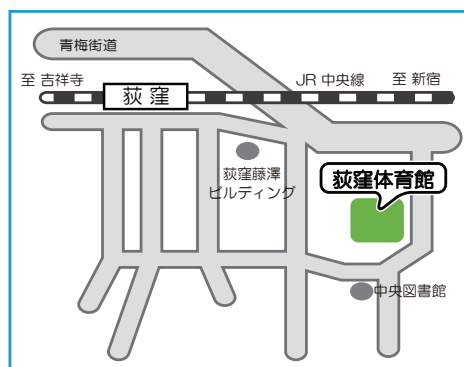 青梅街道
至 吉祥寺
荻 窪
JR 中央線
至 新宿
荻窪藤澤
ビルディング
荻窪体育館
中央図書館